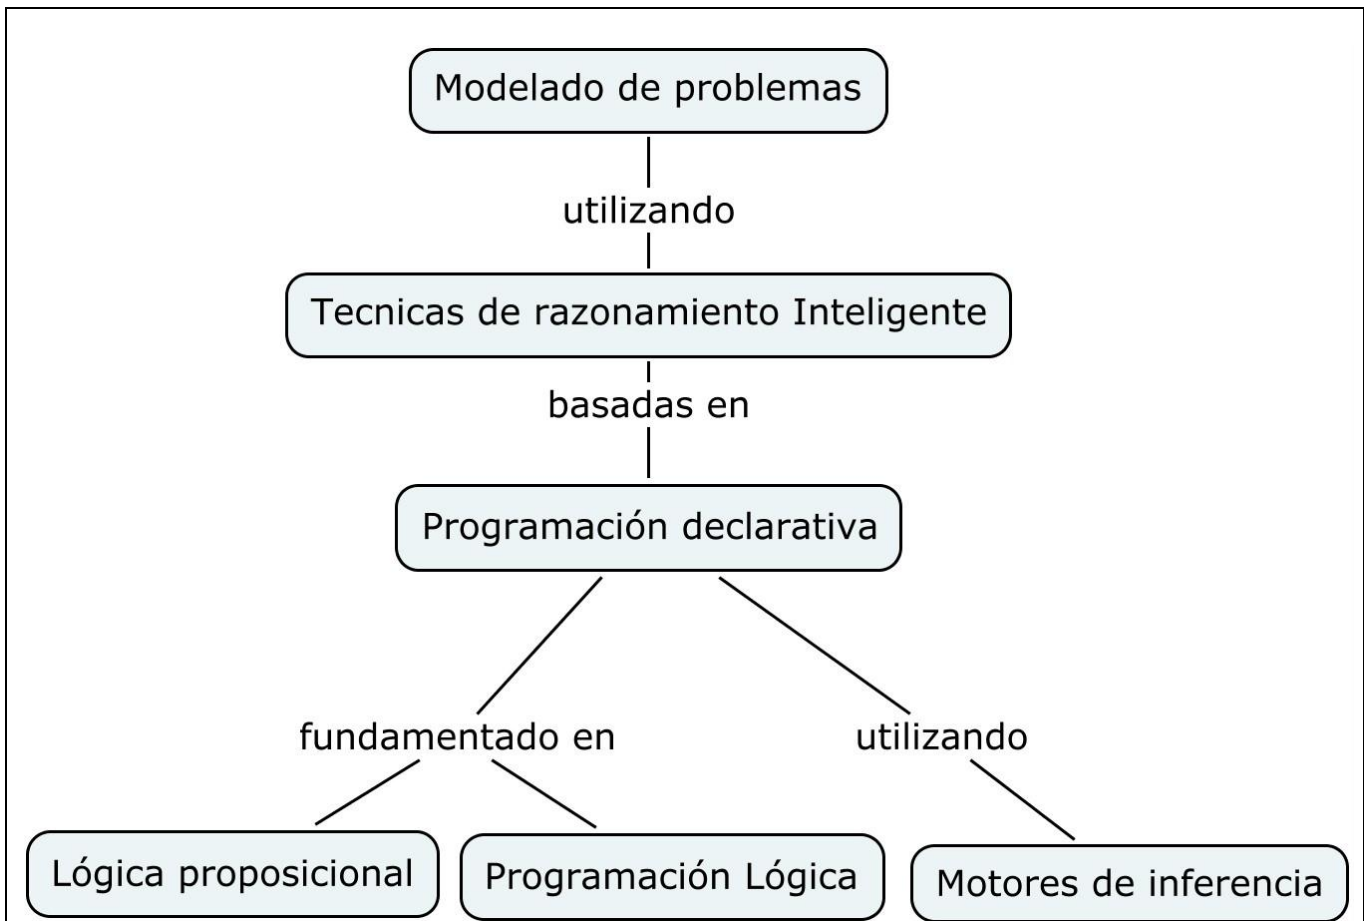 Modelado de problemas
utilizando
Tecnicas de razonamiento Inteligente
basadas en
Programación declarativa
fundamentado en
utilizando
Lógica proposicional
Programación Lógica
Motores de inferencia